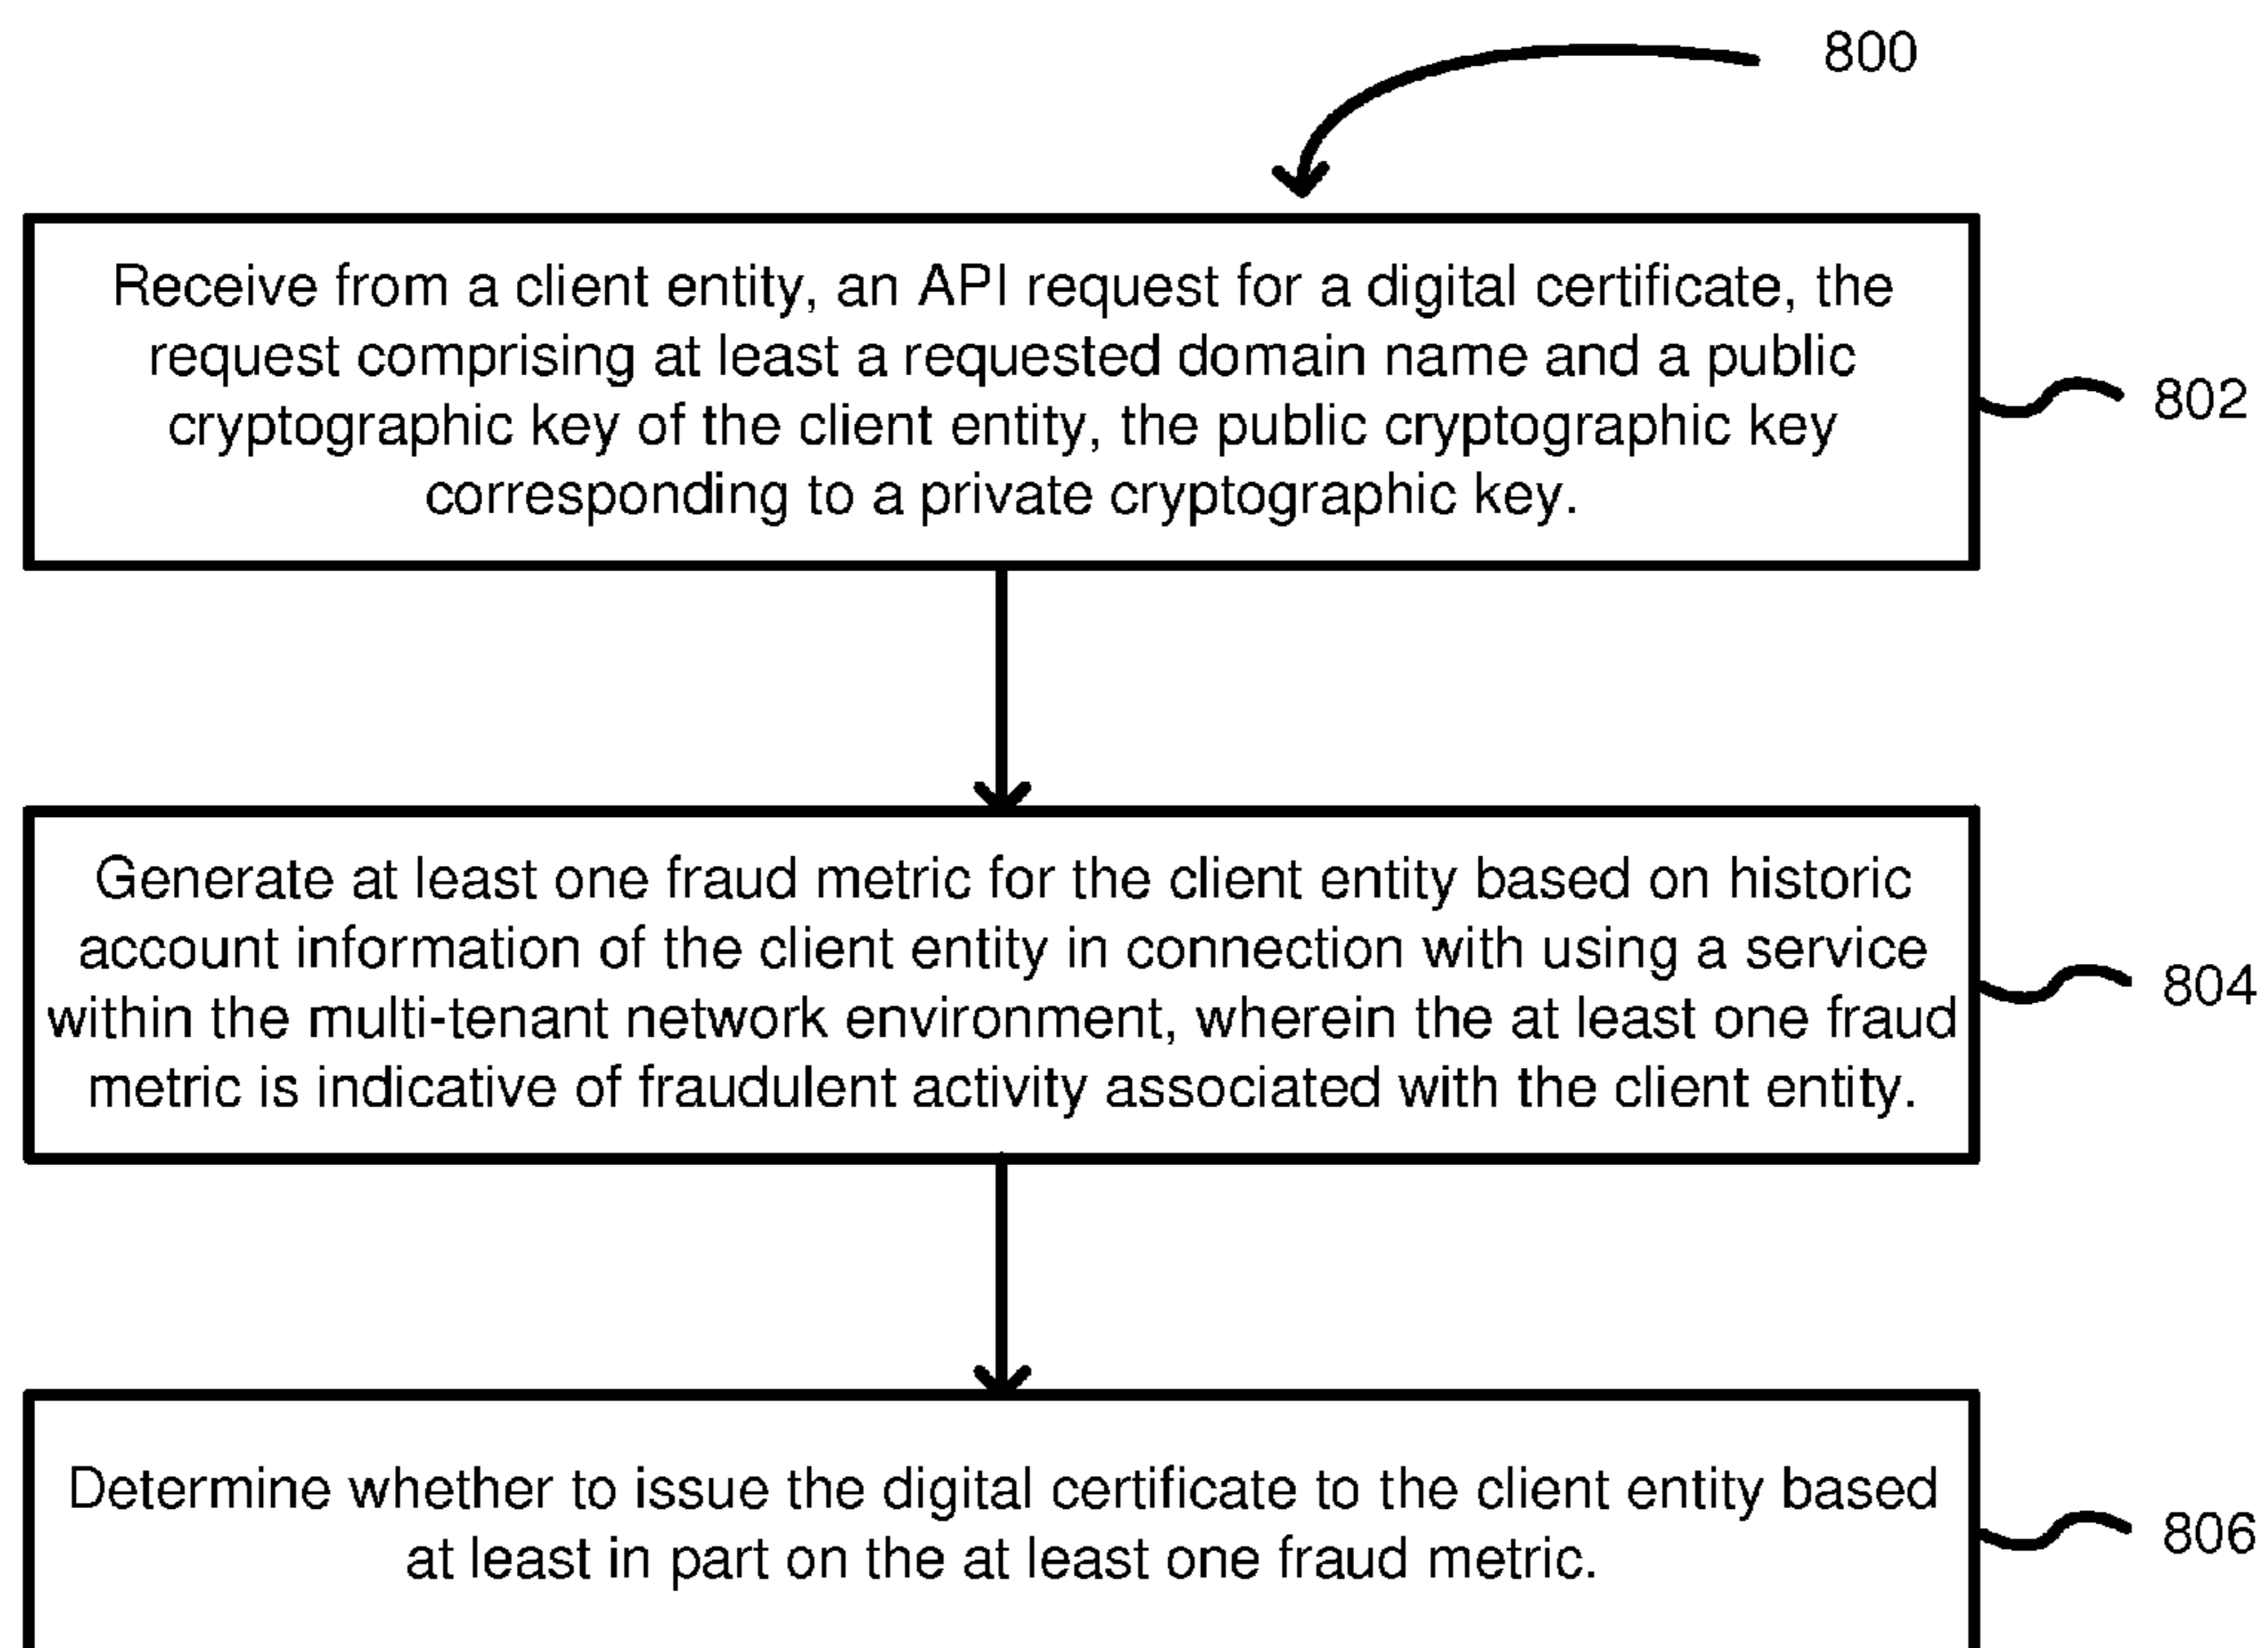 800
Receive from a client entity, an API request for a digital certificate, the
request comprising at least a requested domain name and a public
cryptographic key of the client entity, the public cryptographic key
corresponding to a private cryptographic key.
802
Generate at least one fraud metric for the client entity based on historic
account information of the client entity in connection with using a service
within the multi-tenant network environment, wherein the at least one fraud
metric is indicative of fraudulent activity associated with the client entity.
804
Determine whether to issue the digital certificate to the client entity based
at least in part on the at least one fraud metric.
806